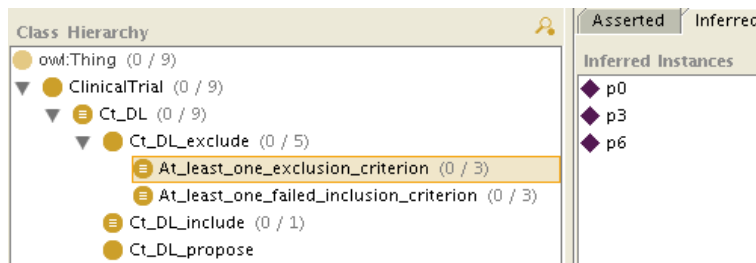 Class Hierarchy
owl:Thing (0 / 9)
ClinicalTrial (0 / 9)
Ct_DL (0 / 9)
Ct_DL_exclude (0 / 5)
At_least_one_exclusion_criterion (0 / 3)
At_least_one_failed_inclusion_criterion (0 / 3)
Ct_DL_include (0 / 1)
Ct_DL_propose
Asserted Inferred
Inferred Instances
p0
p3
p6